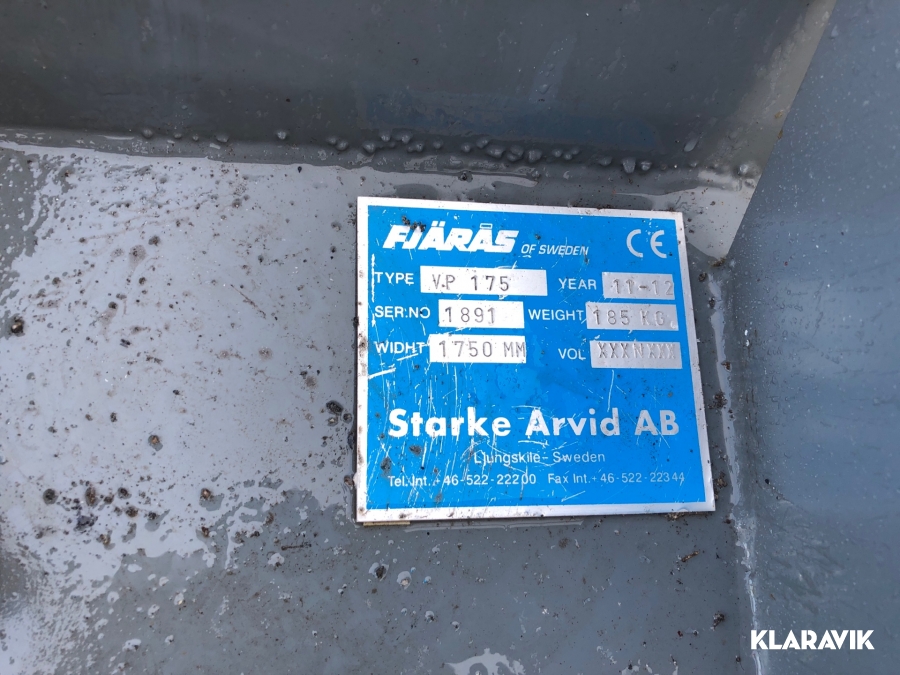 FJÄRÅS OF SWEDEN CE
TYPE V.P 175 YEAR 11-12
SER.NO 1891 WEIGHT 185 KG.
WIDHT 1750 MM VOL XXXNXXX
Starke Arvid AB
Ljungskile - Sweden
Tel.Int.+46-522-22200 Fax Int.+46-522-22344
KLARAVIK